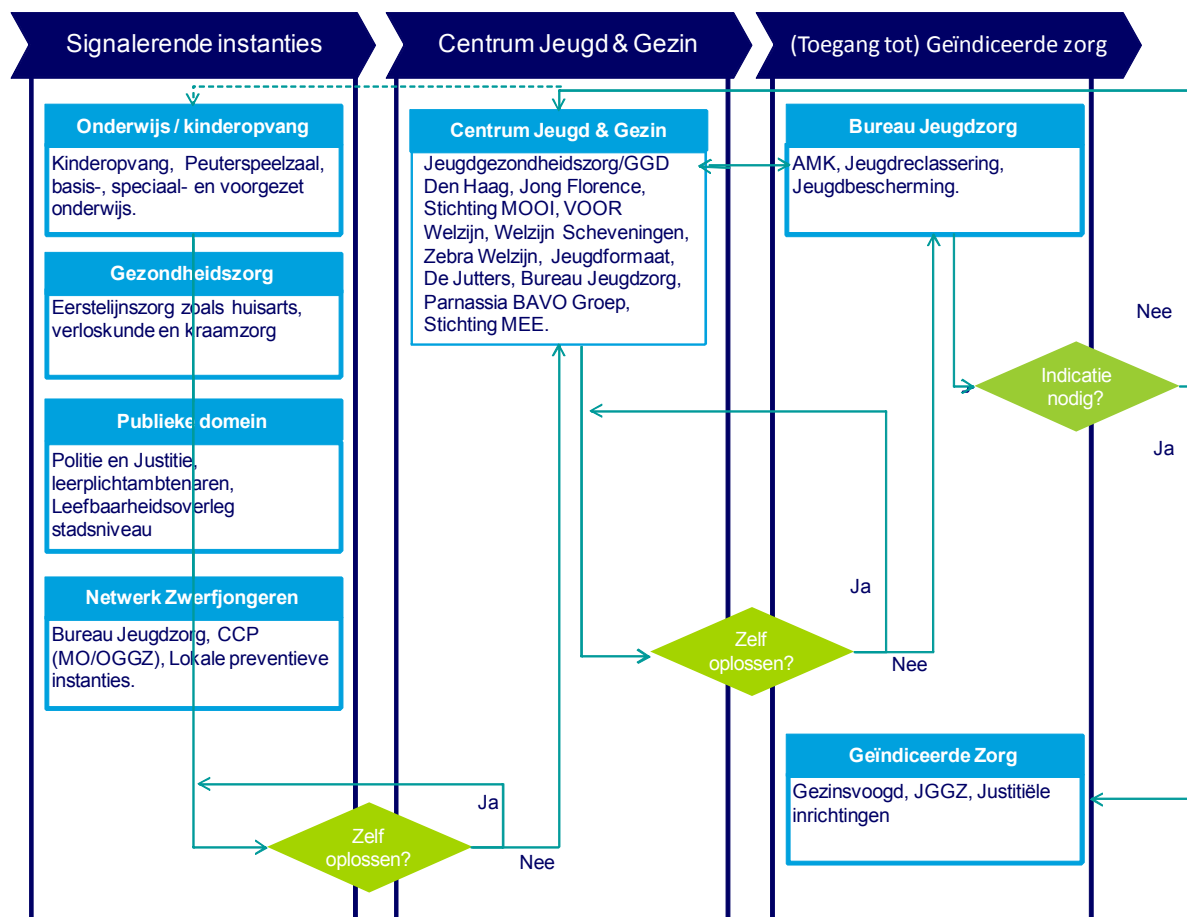 Signalerende instanties
Centrum Jeugd & Gezin
(Toegang tot) Geïndiceerde zorg
Onderwijs / kinderopvang
Kinderopvang, Peuterspeelzaal,
basis-, speciaal- en voorgezet
onderwijs.
Gezondheidszorg
Eerstelijnszorg zoals huisarts,
verloskunde en kraamzorg
Publieke domein
Politie en Justitie,
leerplichtambtenaren,
Leefbaarheidsoverleg
stadsniveau
Netwerk Zwerfjongeren
Bureau Jeugdzorg, CCP
(MO/OGGZ), Lokale preventieve
instanties.
Ja
Zelf
oplossen?
Nee
Centrum Jeugd & Gezin
Jeugdgezondheidszorg/GGD
Den Haag, Jong Florence,
Stichting MOOI, VOOR
Welzijn, Welzijn Scheveningen,
Zebra Welzijn, Jeugdformaat,
De Jutters, Bureau Jeugdzorg,
Parnassia BAVO Groep,
Stichting MEE.
Ja
Zelf
oplossen?
Nee
Bureau Jeugdzorg
AMK, Jeugdreclassering,
Jeugdbescherming.
Nee
Indicatie
nodig?
Ja
Geïndiceerde Zorg
Gezinsvoogd, JGGZ, Justitiële
inrichtingen